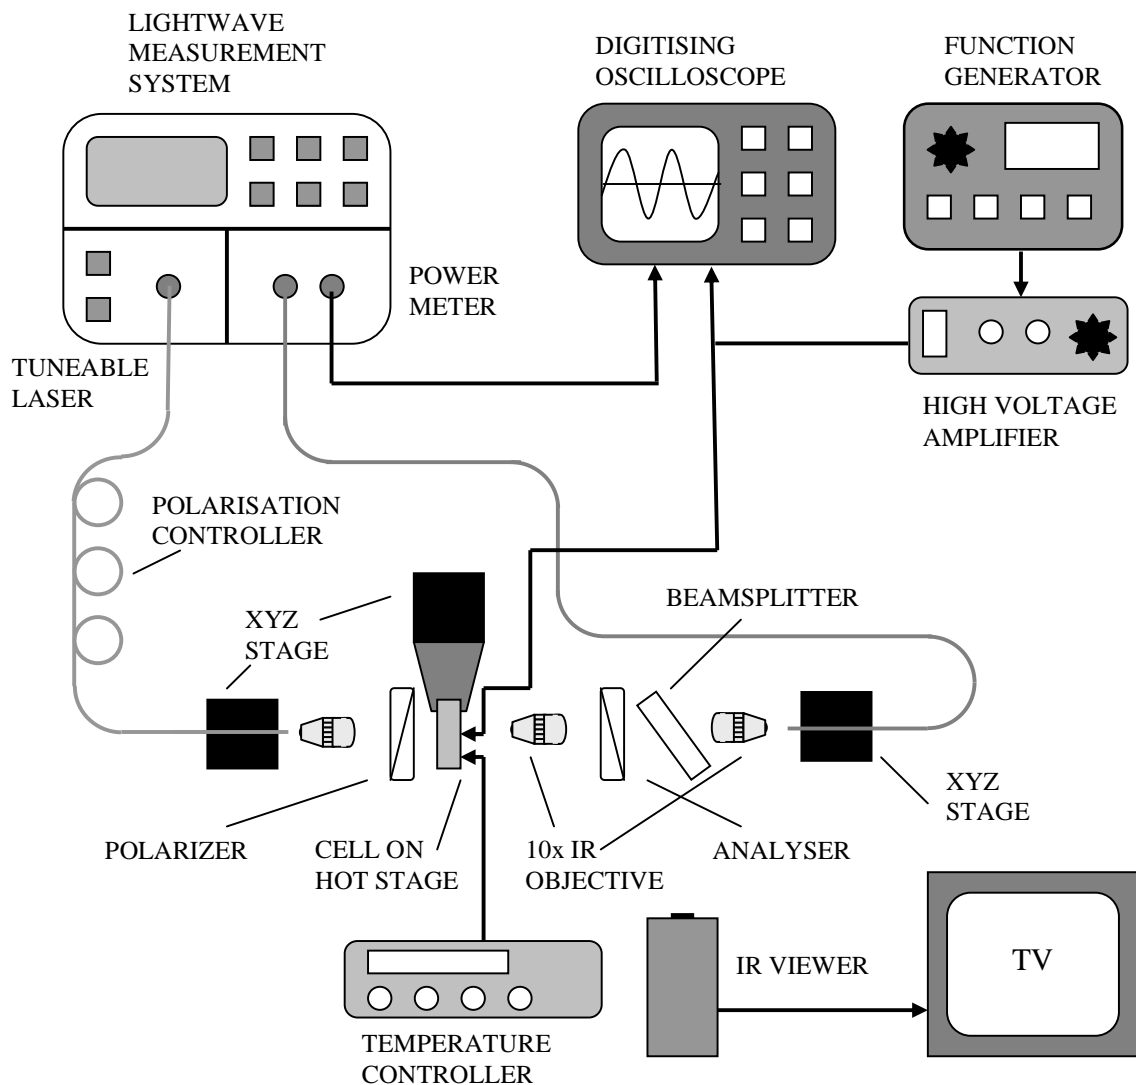 LIGHTWAVE
MEASUREMENT
SYSTEM
DIGITISING
OSCILLOSCOPE
FUNCTION
GENERATOR
POWER
METER
TUNEABLE
LASER
HIGH VOLTAGE
AMPLIFIER
POLARISATION
CONTROLLER
XYZ
STAGE
BEAMSPLITTER
XYZ
STAGE
POLARIZER
CELL ON
HOT STAGE
10x IR
OBJECTIVE
ANALYSER
IR VIEWER
TV
TEMPERATURE
CONTROLLER